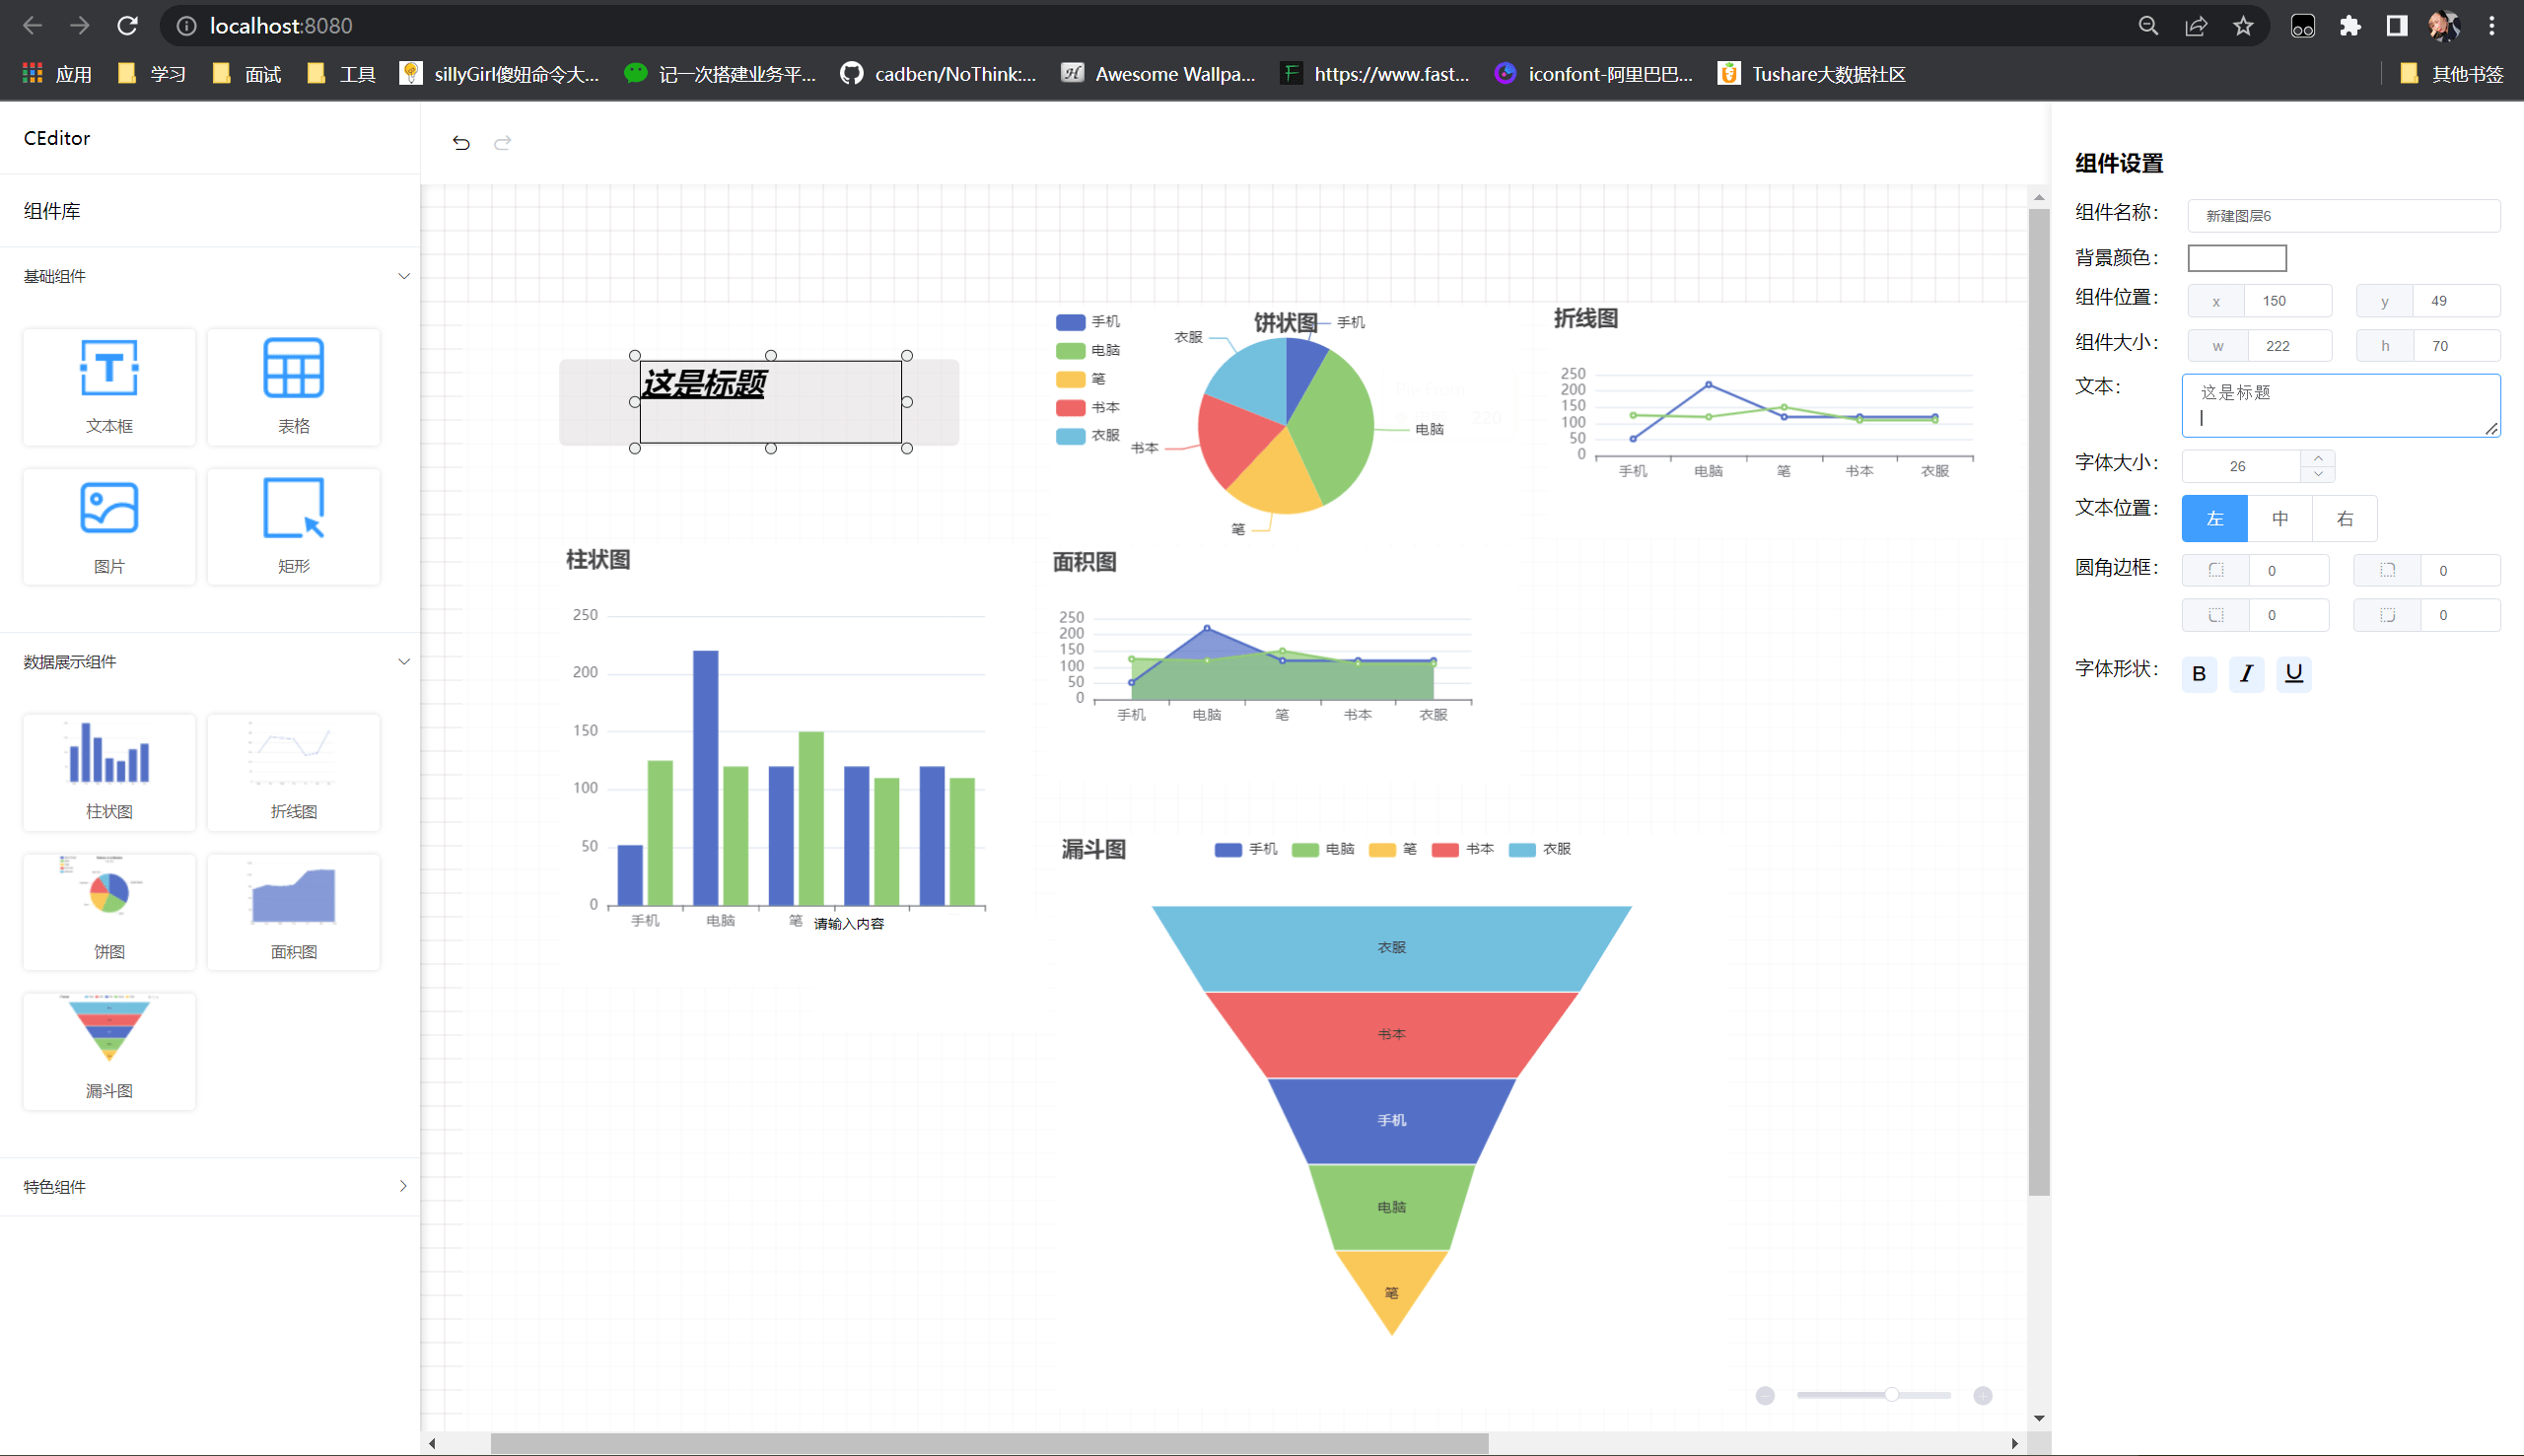 localhost:8080
应用
学习
面试
工具
sillyGirl傻妞命令大...
记一次搭建业务平...
cadben/NoThink:...
Awesome Wallpa...
https://www.fast...
iconfont-阿里巴巴...
Tushare大数据社区
其他书签
CEditor
组件库
基础组件
文本框
表格
图片
矩形
数据展示组件
柱状图
折线图
饼图
面积图
漏斗图
特色组件
这是标题
饼状图
手机
电脑
笔
书本
衣服
衣服
手机
电脑
书本
笔
折线图
250
200
150
100
50
0
手机 电脑 笔 书本 衣服
柱状图
250
200
150
100
50
0
手机 电脑 笔 请输入内容
面积图
250
200
150
100
50
0
手机 电脑 笔 书本 衣服
漏斗图
手机 电脑 笔 书本 衣服
衣服
书本
手机
电脑
笔
组件设置
组件名称: 新建图层6
背景颜色:
组件位置: x 150 y 49
组件大小: w 222 h 70
文本: 这是标题
字体大小: 26
文本位置: 左 中 右
圆角边框: 0 0
0 0
字体形状: B I U